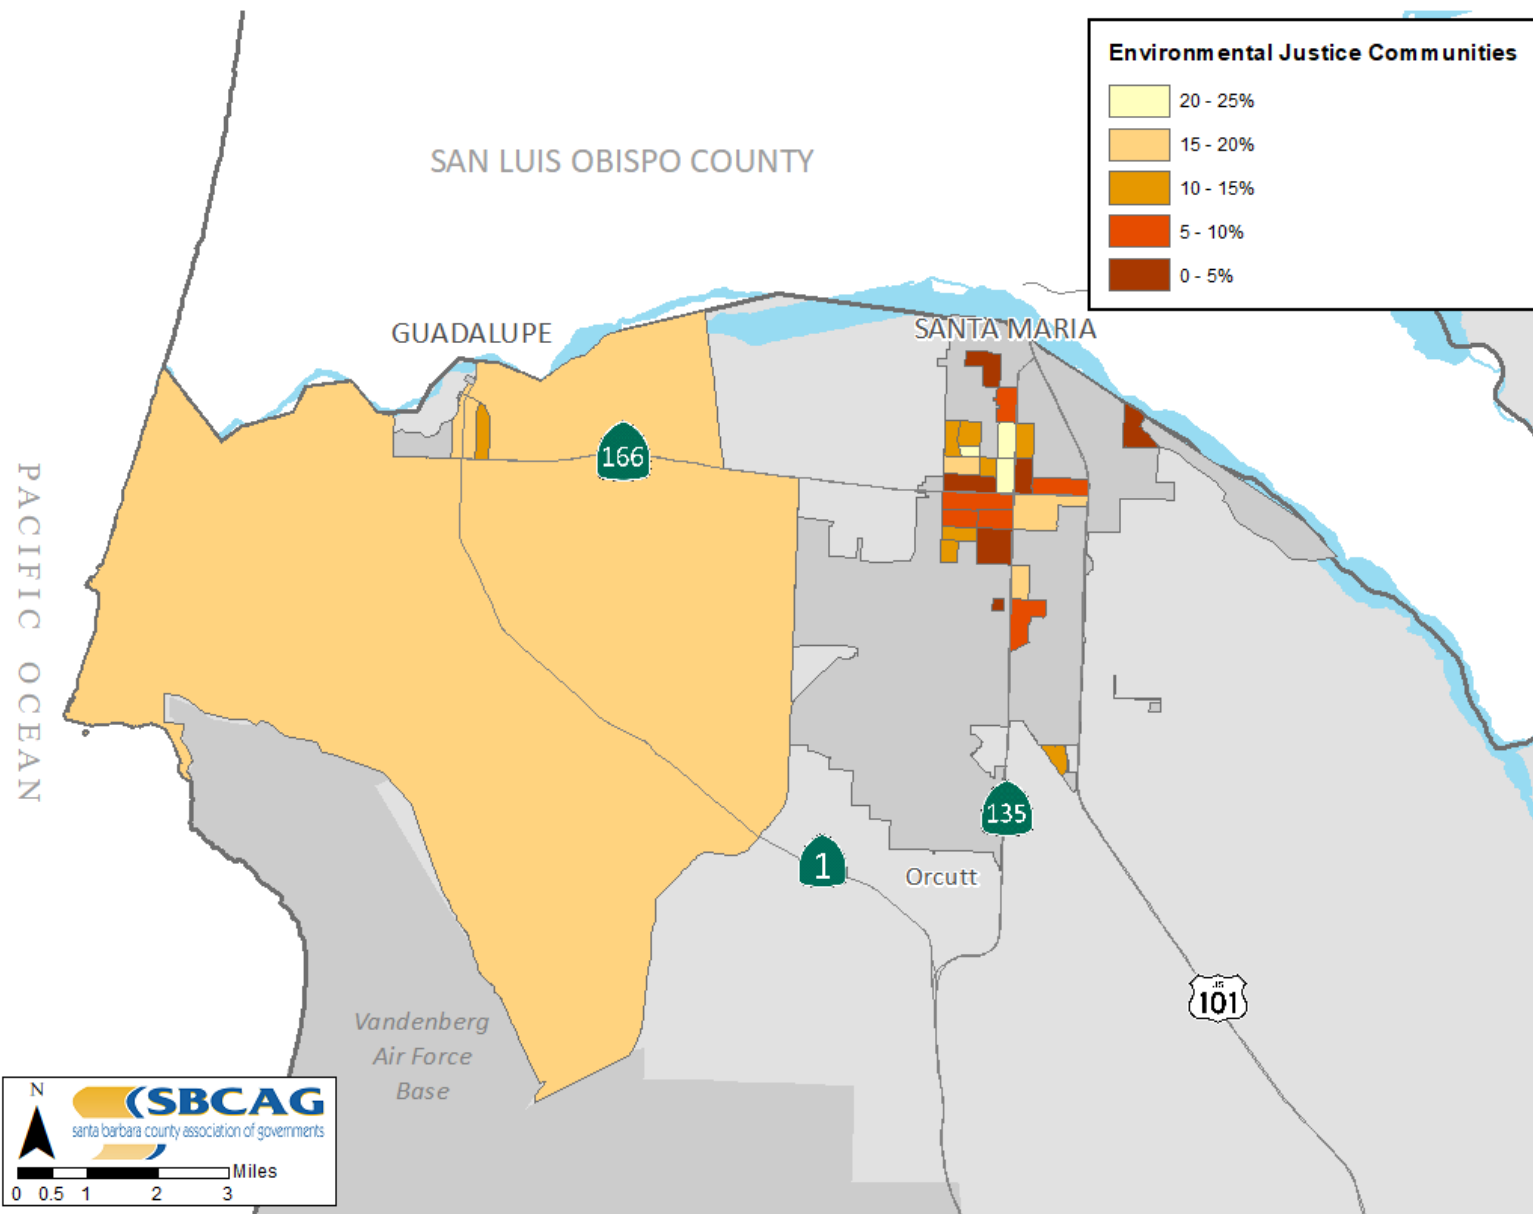 Environmental Justice Communities
20 - 25%
15 - 20%
10 - 15%
5 - 10%
0 - 5%
SAN LUIS OBISPO COUNTY
GUADALUPE
SANTA MARIA
166
PACIFIC OCEAN
135
1
Orcutt
US
101
Vandenberg
Air Force
Base
N
SBCAG
santa barbara county association of governments
Miles
0 0.5 1 2 3